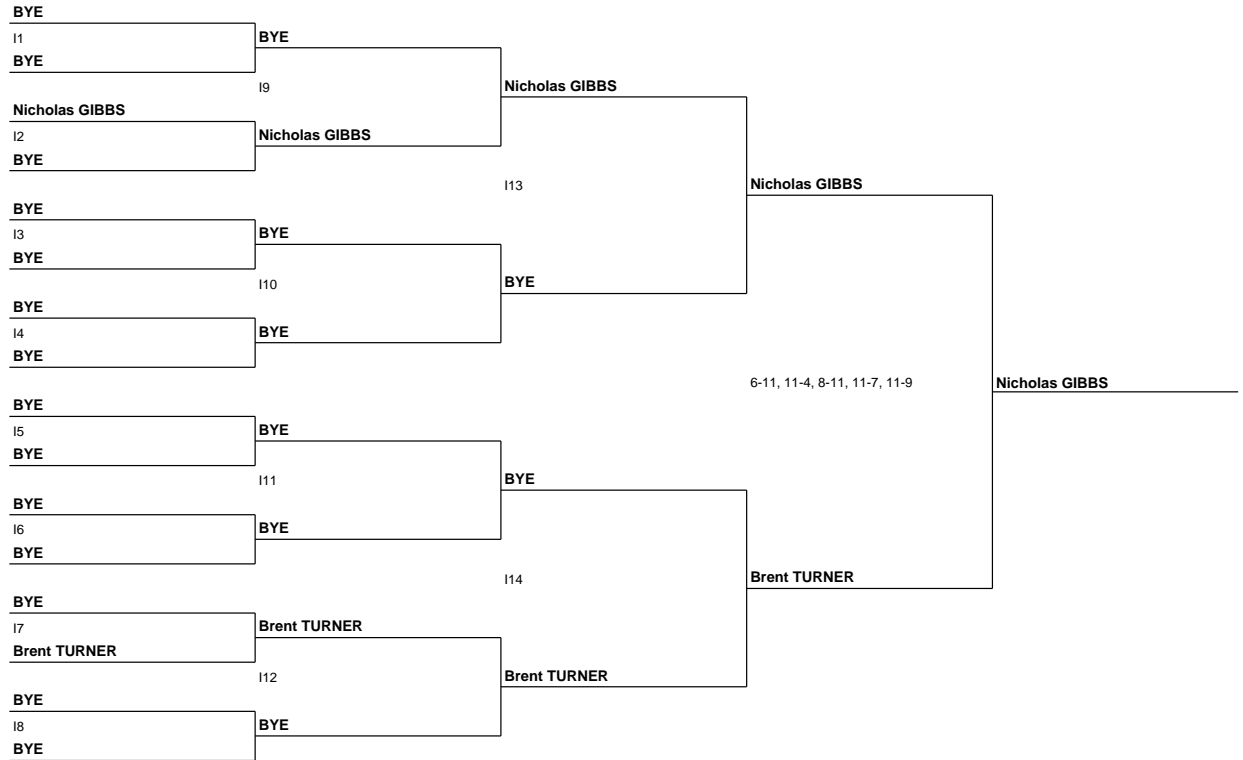 BYE
I1
BYE
BYE
I9
Nicholas GIBBS
Nicholas GIBBS
I2
Nicholas GIBBS
BYE
I13
Nicholas GIBBS
BYE
I3
BYE
BYE
I10
BYE
BYE
I4
BYE
BYE
6-11, 11-4, 8-11, 11-7, 11-9
Nicholas GIBBS
BYE
I5
BYE
BYE
I11
BYE
BYE
I6
BYE
BYE
I14
Brent TURNER
BYE
I7
Brent TURNER
Brent TURNER
I12
Brent TURNER
BYE
I8
BYE
BYE